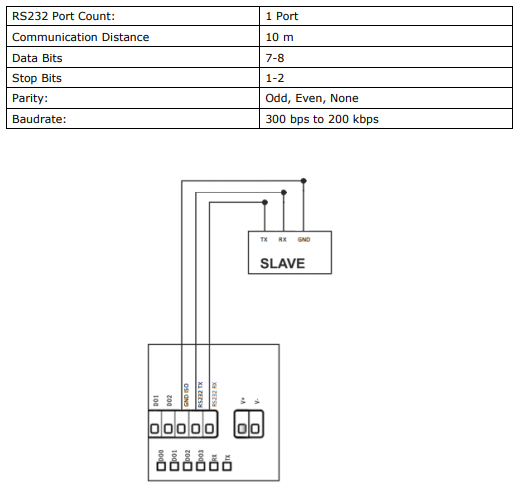 RS232 Port Count: 1 Port
Communication Distance 10 m
Data Bits 7-8
Stop Bits 1-2
Parity: Odd, Even, None
Baudrate: 300 bps to 200 kbps
TX RX GND
SLAVE
DO1
DO2
GND ISO
RS232 TX
RS232 RX
V+
V-
DO0
DO1
DO2
DO3
RX
TX